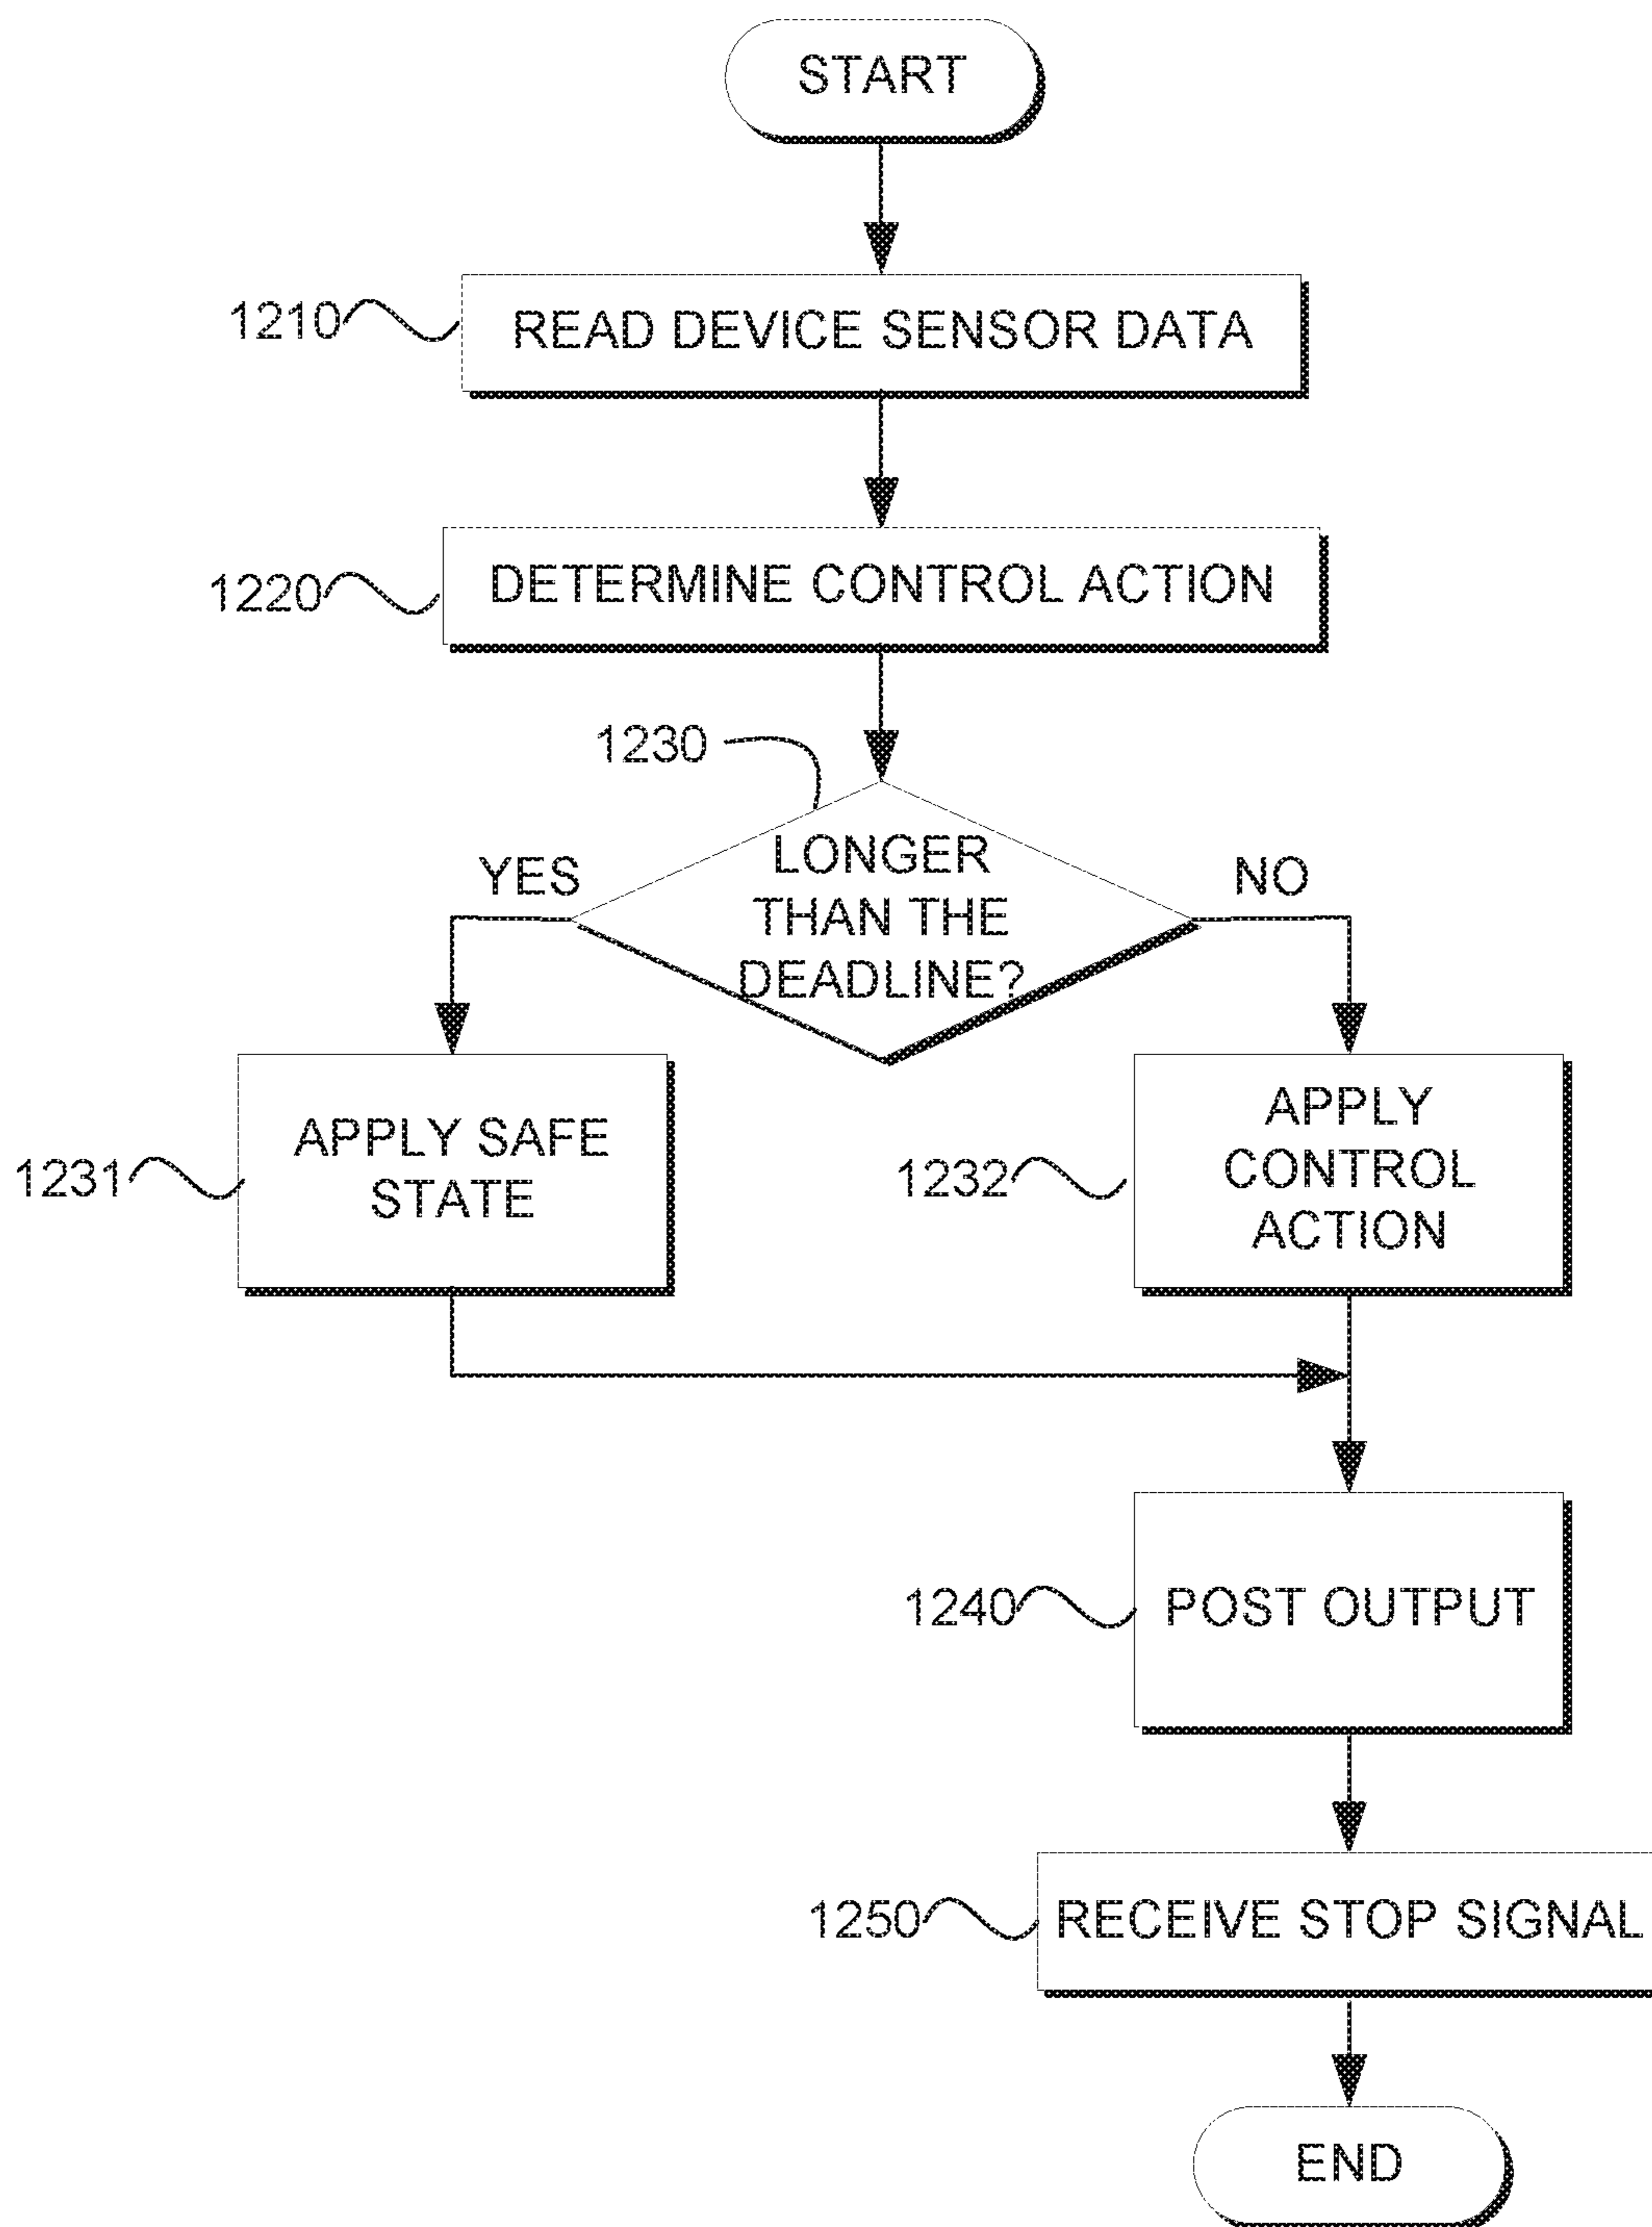 START
1210
READ DEVICE SENSOR DATA
1220
DETERMINE CONTROL ACTION
1230
LONGER
THAN THE
DEADLINE?
YES
NO
1231
APPLY SAFE
STATE
1232
APPLY
CONTROL
ACTION
1240
POST OUTPUT
1250
RECEIVE STOP SIGNAL
END